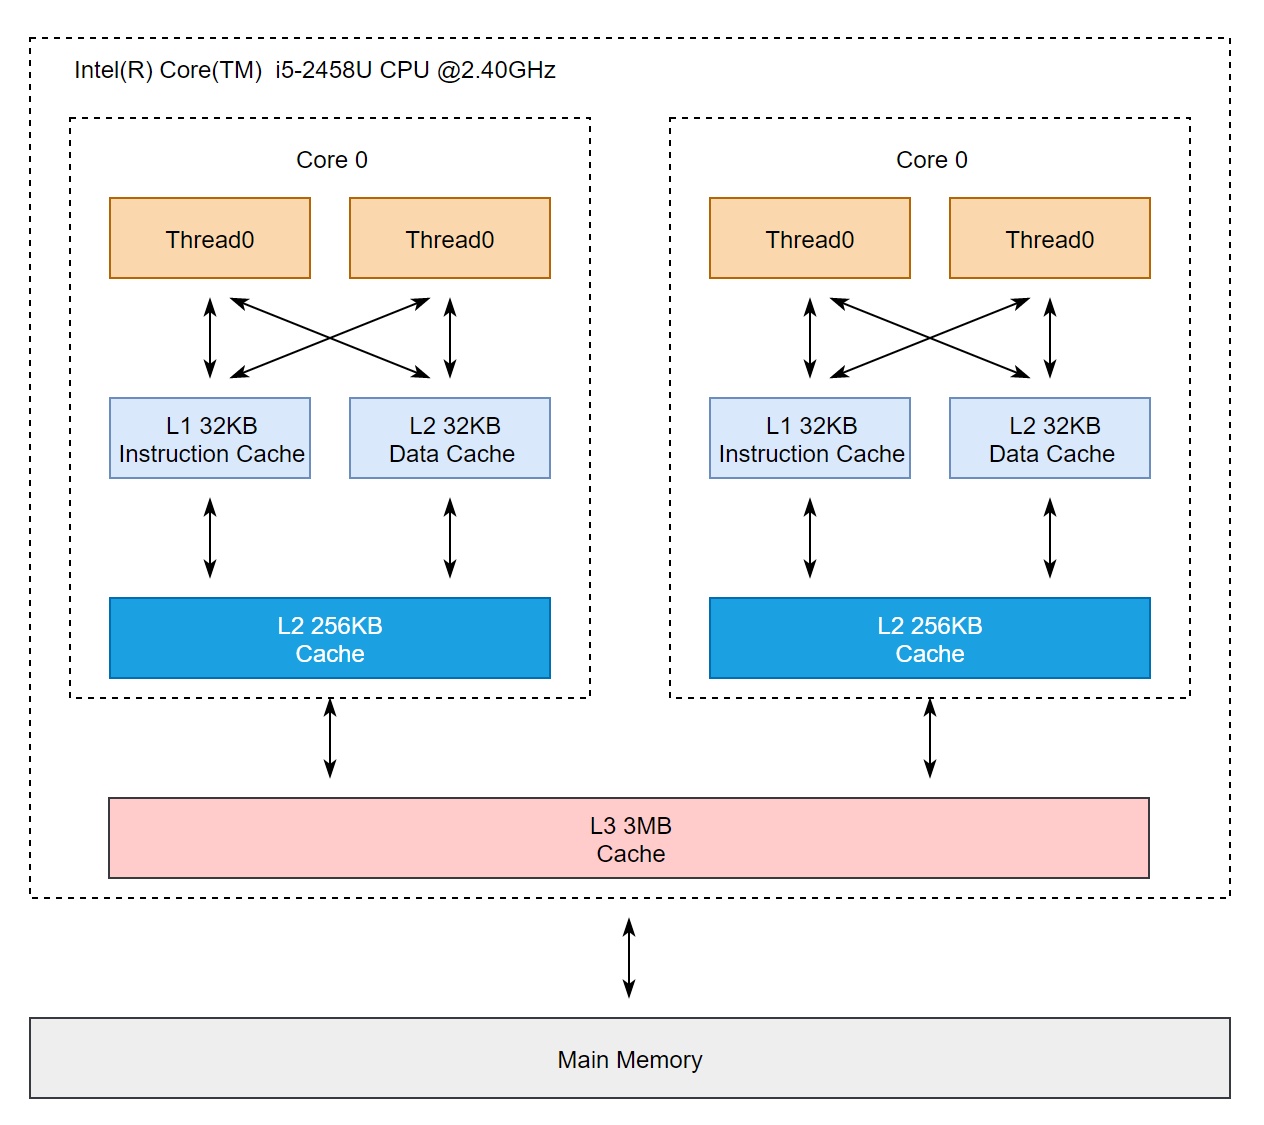 Intel(R) Core(TM)  i5-2458U CPU @2.40GHz
Core 0
Thread0
Thread0
L1 32KB
Instruction Cache
L2 32KB
Data Cache
L2 256KB
Cache
Core 0
Thread0
Thread0
L1 32KB
Instruction Cache
L2 32KB
Data Cache
L2 256KB
Cache
L3 3MB
Cache
Main Memory